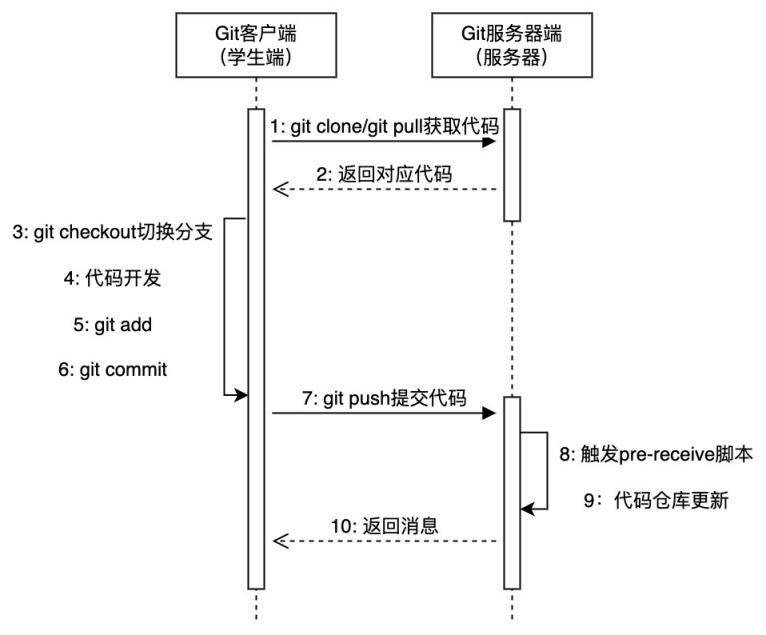 Git客户端
（学生端）
Git服务器端
（服务器）
1: git clone/git pull获取代码
2: 返回对应代码
3: git checkout切换分支
4: 代码开发
5: git add
6: git commit
7: git push提交代码
8: 触发pre-receive脚本
9：代码仓库更新
10: 返回消息